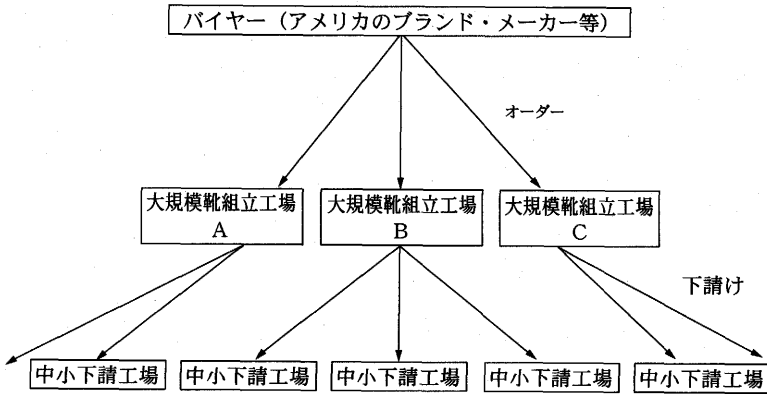 バイヤー（アメリカのブランド・メーカー等）
オーダー
大規模靴組立工場
A
大規模靴組立工場
B
大規模靴組立工場
C
下請け
中小下請工場
中小下請工場
中小下請工場
中小下請工場
中小下請工場